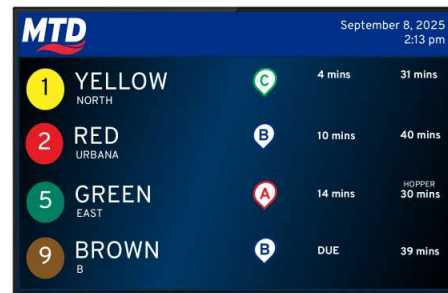 MTD
September 8, 2025
2:13 pm
1 YELLOW C 4 mins 31 mins
NORTH
2 RED B 10 mins 40 mins
URBANA
HOPPER
5 GREEN A 14 mins 30 mins
EAST
9 BROWN B DUE 39 mins
B